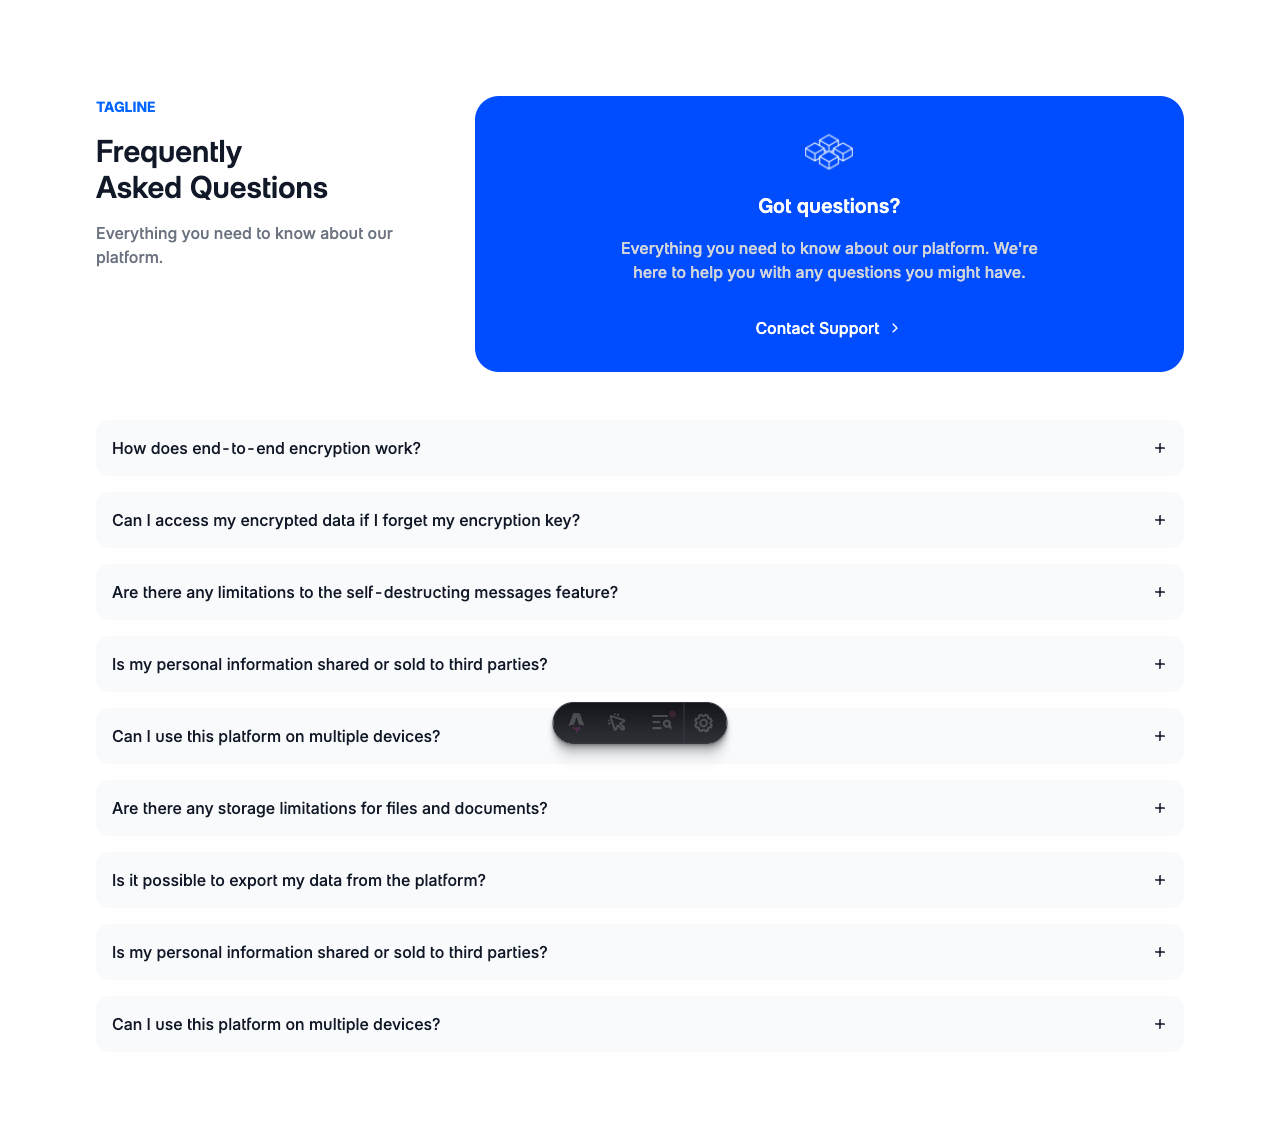 TAGLINE
Frequently
Asked Questions
Everything you need to know about our
platform.
Got questions?
Everything you need to know about our platform. We're
here to help you with any questions you might have.
Contact Support
How does end-to-end encryption work?
Can I access my encrypted data if I forget my encryption key?
Are there any limitations to the self-destructing messages feature?
Is my personal information shared or sold to third parties?
Can I use this platform on multiple devices?
Are there any storage limitations for files and documents?
Is it possible to export my data from the platform?
Is my personal information shared or sold to third parties?
Can I use this platform on multiple devices?